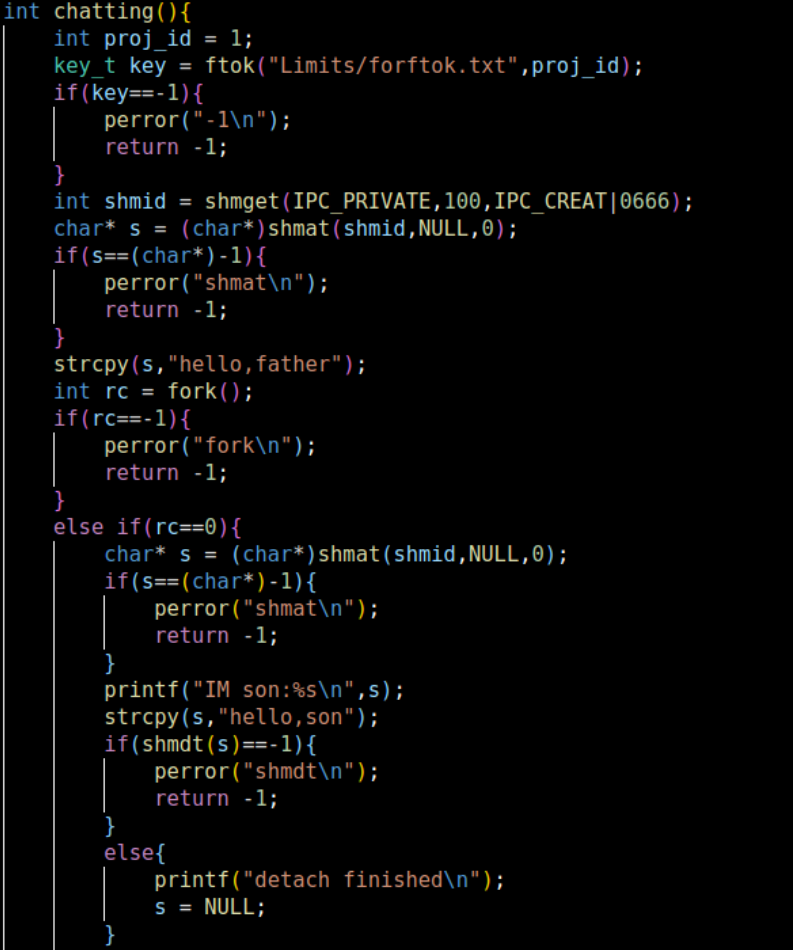 int chatting(){
    int proj_id = 1;
    key_t key = ftok("Limits/forftok.txt",proj_id);
    if(key==-1){
        perror("-1\n");
        return -1;
    }
    int shmid = shmget(IPC_PRIVATE,100,IPC_CREAT|0666);
    char* s = (char*)shmat(shmid,NULL,0);
    if(s==(char*)-1){
        perror("shmat\n");
        return -1;
    }
    strcpy(s,"hello,father");
    int rc = fork();
    if(rc==-1){
        perror("fork\n");
        return -1;
    }
    else if(rc==0){
        char* s = (char*)shmat(shmid,NULL,0);
        if(s==(char*)-1){
            perror("shmat\n");
            return -1;
        }
        printf("IM son:%s\n",s);
        strcpy(s,"hello,son");
        if(shmdt(s)==-1){
            perror("shmdt\n");
            return -1;
        }
        else{
            printf("detach finished\n");
            s = NULL;
        }